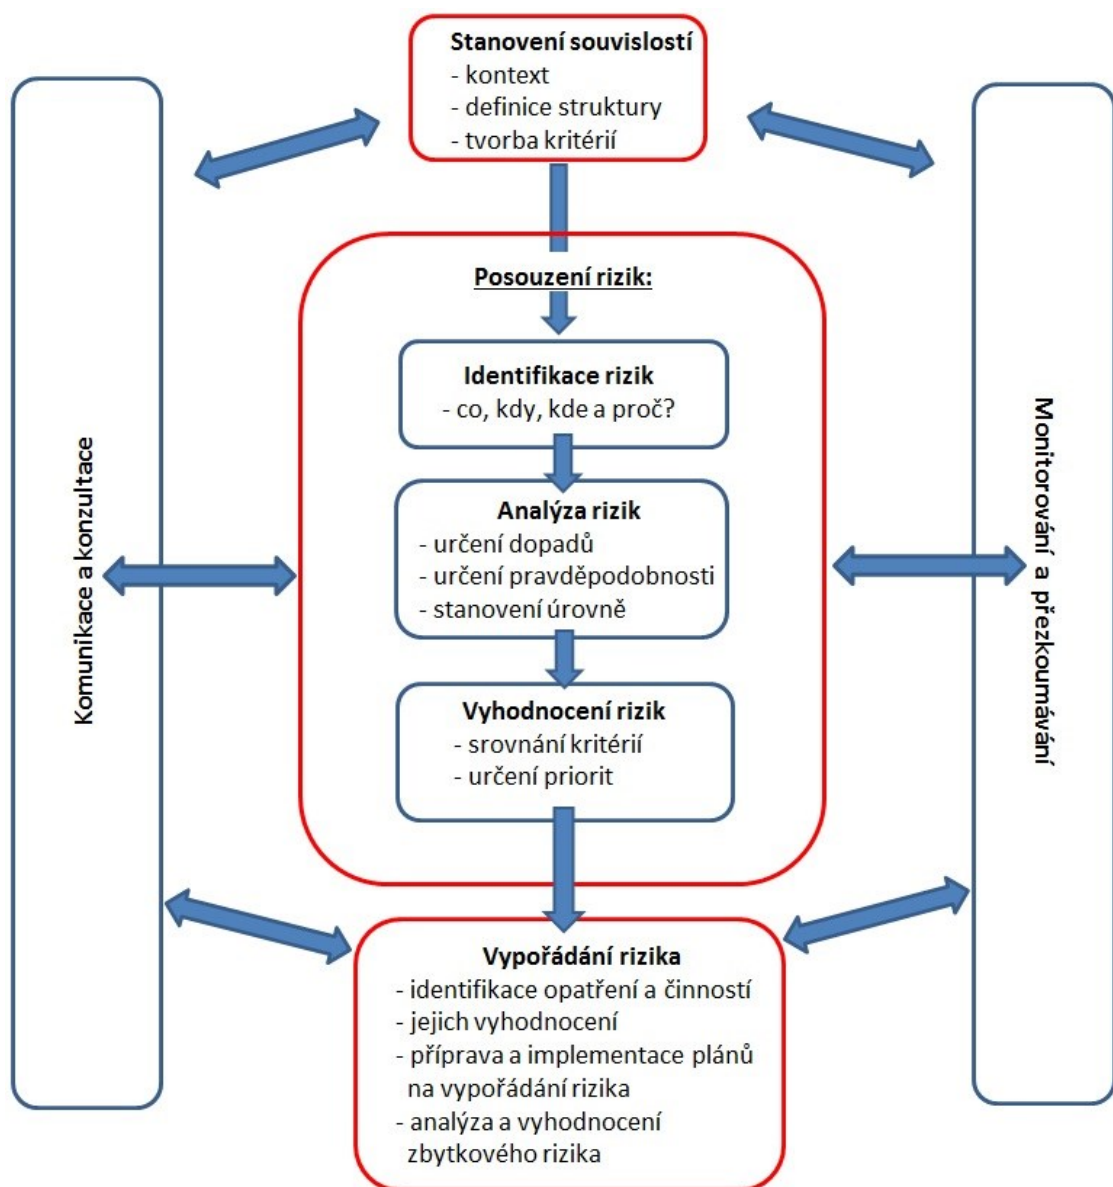 Stanovení souvislostí
- kontext
- definice struktury
- tvorba kritérií
Komunikace a konzultace
Posouzení rizik:
Identifikace rizik
- co, kdy, kde a proč?
Analýza rizik
- určení dopadů
- určení pravděpodobnosti
- stanovení úrovně
Vyhodnocení rizik
- srovnání kritérií
- určení priorit
Monitorování a přezkoumávání
Vypořádání rizika
- identifikace opatření a činností
- jejich vyhodnocení
- příprava a implementace plánů
na vypořádání rizika
- analýza a vyhodnocení
zbytkového rizika